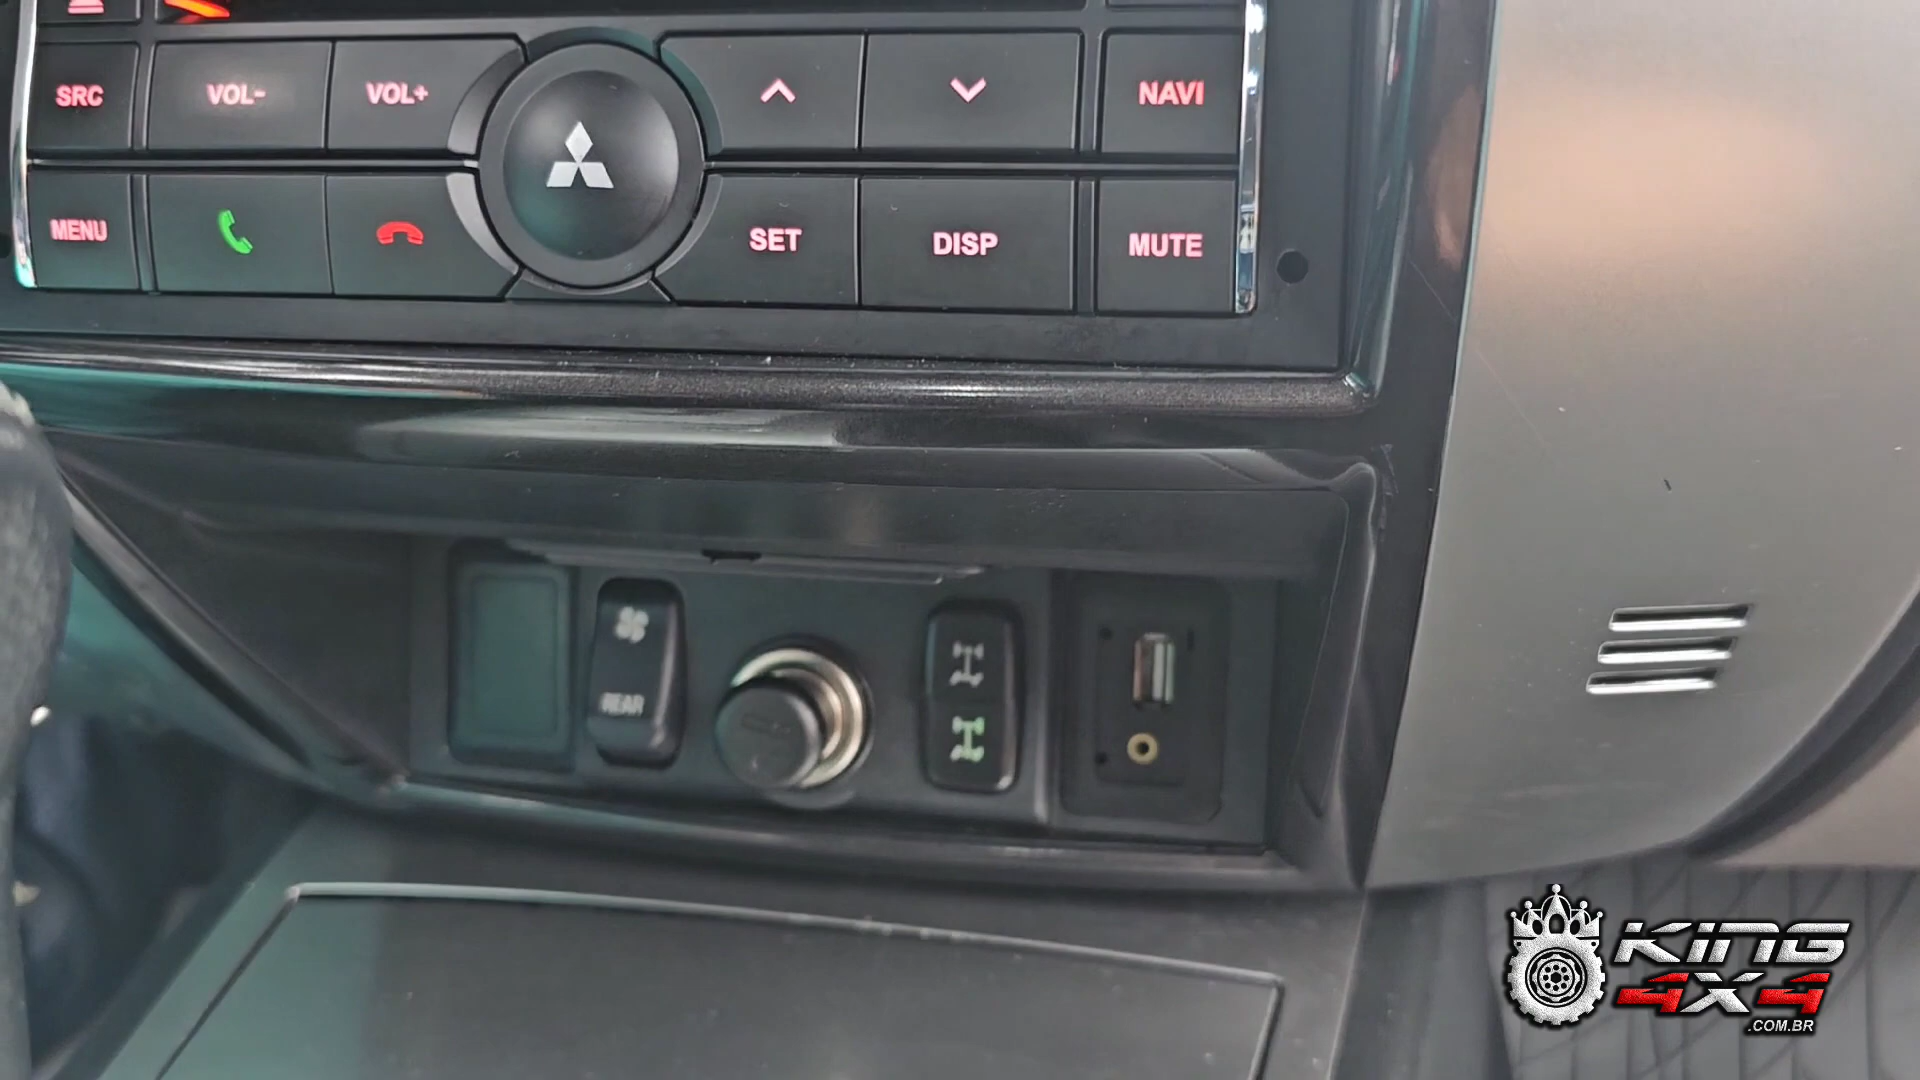 SRC
VOL-
VOL+
NAVI
MENU
SET
DISP
MUTE
REAR
KING
4X4
.COM.BR